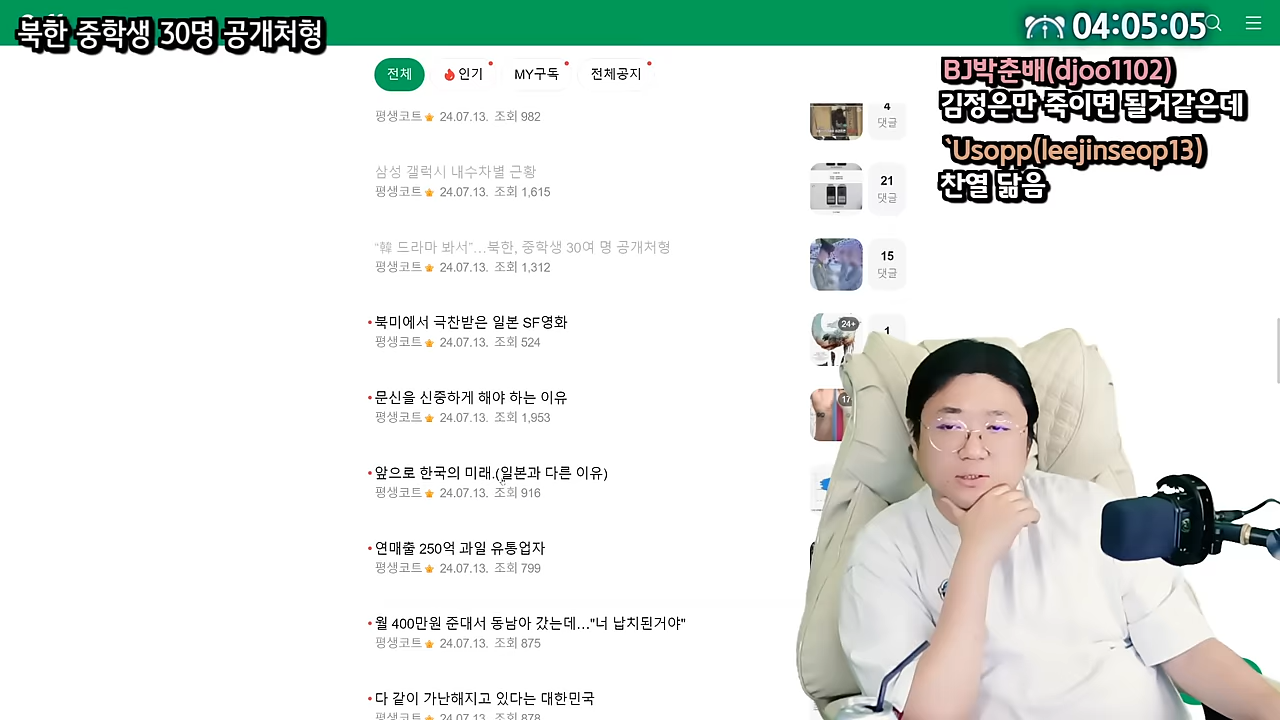 북한 중학생 30명 공개처형
04:05:05
전체
인기
MY구독
전체공지
BJ박춘배(djoo1102)
김정은만 죽이면 될거같은데
`Usopp(leejinseop13)
찬열 닮음
평생코트 24.07.13. 조회 982
4
댓글
삼성 갤럭시 내수차별 근황
평생코트 24.07.13. 조회 1,615
21
댓글
"韓 드라마 봐서"...북한, 중학생 30여 명 공개처형
평생코트 24.07.13. 조회 1,312
15
댓글
북미에서 극찬받은 일본 SF영화
평생코트 24.07.13. 조회 524
24+
1
문신을 신중하게 해야 하는 이유
평생코트 24.07.13. 조회 1,953
17
앞으로 한국의 미래.(일본과 다른 이유)
평생코트 24.07.13. 조회 916
연매출 250억 과일 유통업자
평생코트 24.07.13. 조회 799
월 400만원 준대서 동남아 갔는데..."너 납치된거야"
평생코트 24.07.13. 조회 875
다 같이 가난해지고 있다는 대한민국
평생코트 24.07.13. 조회 878